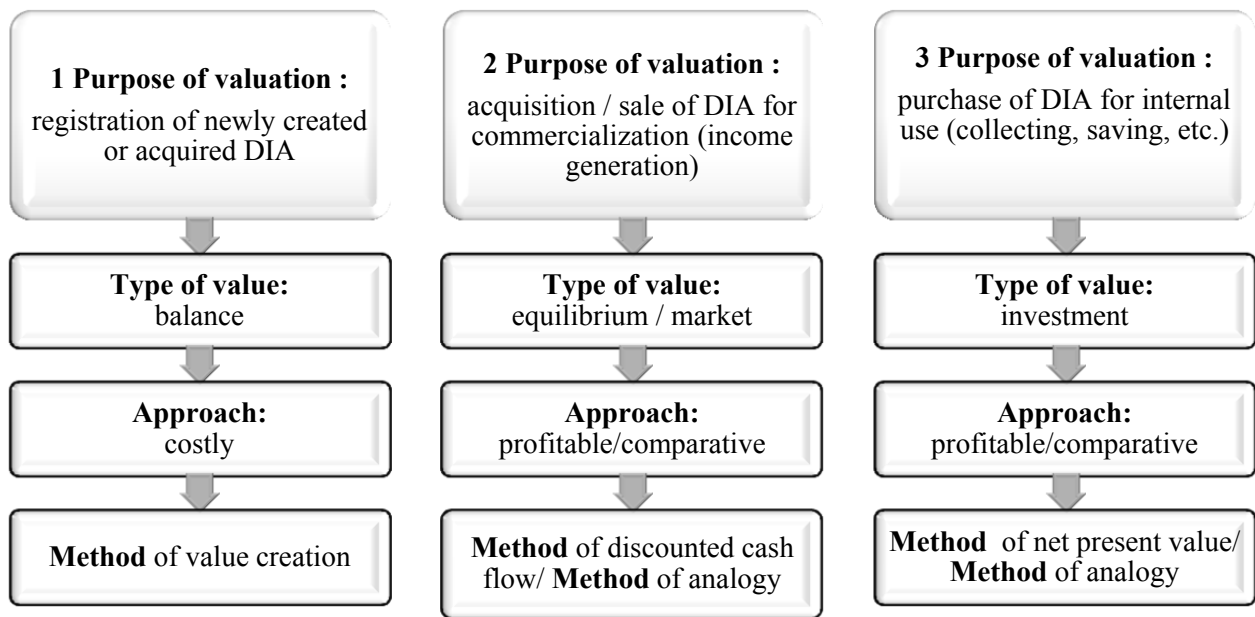 1 Purpose of valuation :
registration of newly created
or acquired DIA
Type of value:
balance
Approach:
costly
Method of value creation
2 Purpose of valuation :
acquisition / sale of DIA for
commercialization (income
generation)
Type of value:
equilibrium / market
Approach:
profitable/comparative
Method of discounted cash
flow/ Method of analogy
3 Purpose of valuation :
purchase of DIA for internal
use (collecting, saving, etc.)
Type of value:
investment
Approach:
profitable/comparative
Method of net present value/
Method of analogy